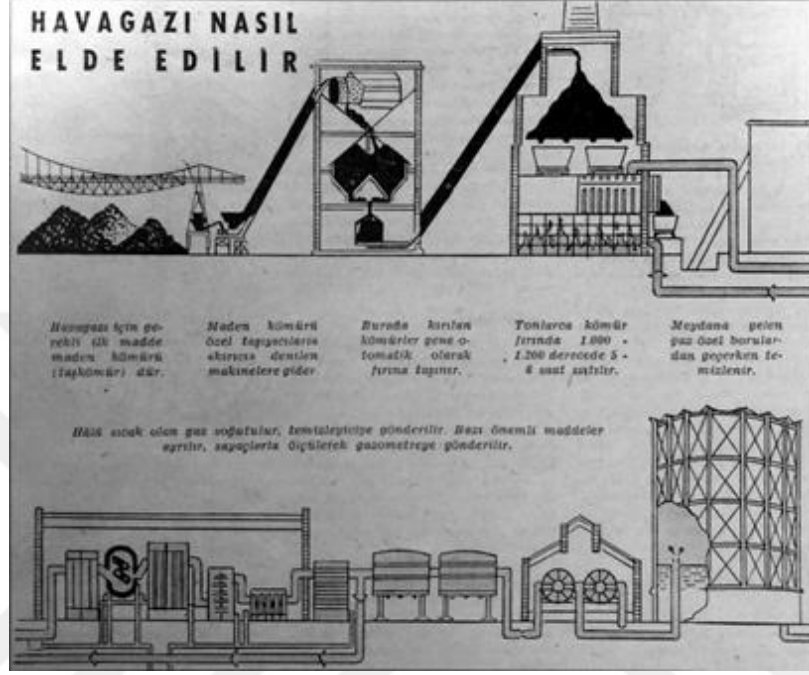 HAVAGAZI NASIL
ELDE EDİLİR
Havagazı için ge-
rekli ilk madde
maden kömürü
(taşkömür) dür.
Maden kömürü
özel taşıyıcılarla
denilen
makinelere gider.
Burada kırılan
kömürler gene o-
tomatik olarak
fırına taşınır.
Tonlarca kömür
fırında 1.000 -
1.200 derecede 5 -
saat ısıtılır.
Meydana gelen
gaz özel borular-
dan geçerken te-
mizlenir.
Hâlâ sıcak olan gaz soğutulur, temizleyiciye gönderilir. Bazı önemli maddeler
ayrılır, sayaçlarla ölçülerek gazometreye gönderilir.